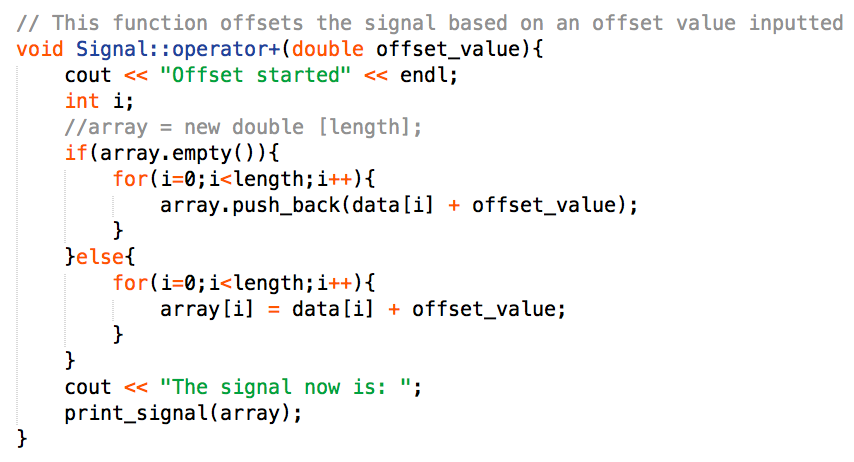 // This function offsets the signal based on an offset value inputted
void Signal::operator+(double offset_value){
    cout << "Offset started" << endl;
    int i;
    //array = new double [length];
    if(array.empty()){
        for(i=0;i<length;i++){
            array.push_back(data[i] + offset_value);
        }
    }else{
        for(i=0;i<length;i++){
            array[i] = data[i] + offset_value;
        }
    }
    cout << "The signal now is: ";
    print_signal(array);
}